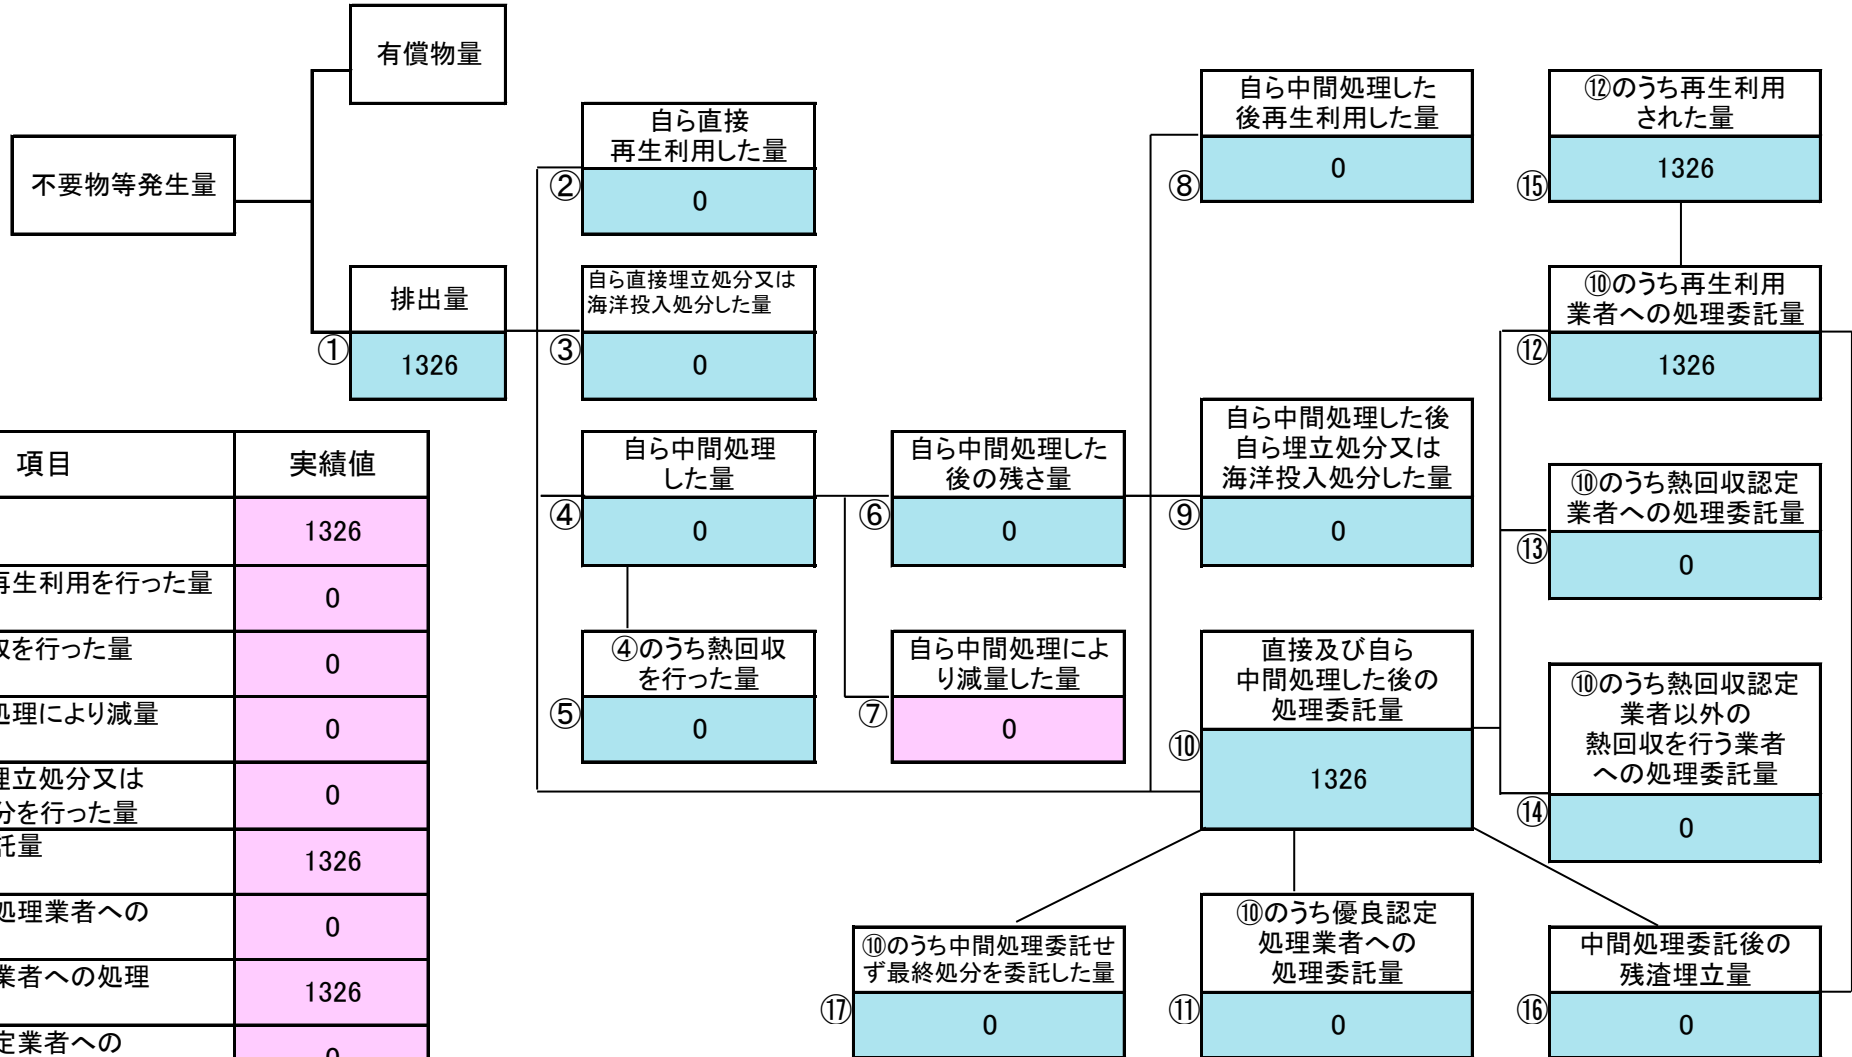 有償物量
不要物等発生量
排出量
①
1326
自ら直接
再生利用した量
②
0
自ら直接埋立処分又は
海洋投入処分した量
③
0
自ら中間処理
した量
④
0
④のうち熱回収
を行った量
⑤
0
自ら中間処理した
後の残さ量
⑥
0
自ら中間処理によ
り減量した量
⑦
0
自ら中間処理した
後再生利用した量
⑧
0
自ら中間処理した後
自ら埋立処分又は
海洋投入処分した量
⑨
0
直接及び自ら
中間処理した後の
処理委託量
⑩
1326
⑫のうち再生利用
された量
⑮
1326
⑩のうち再生利用
業者への処理委託量
⑫
1326
⑩のうち熱回収認定
業者への処理委託量
⑬
0
⑩のうち熱回収認定
業者以外の
熱回収を行う業者
への処理委託量
⑭
0
⑩のうち中間処理委託せ
ず最終処分を委託した量
⑰
0
⑩のうち優良認定
処理業者への
処理委託量
⑪
0
中間処理委託後の
残渣埋立量
⑯
0
項目 実績値
1326
再生利用を行った量 0
収を行った量 0
処理により減量 0
埋立処分又は
分を行った量 0
託量 1326
処理業者への 0
業者への処理 1326
定業者への 0